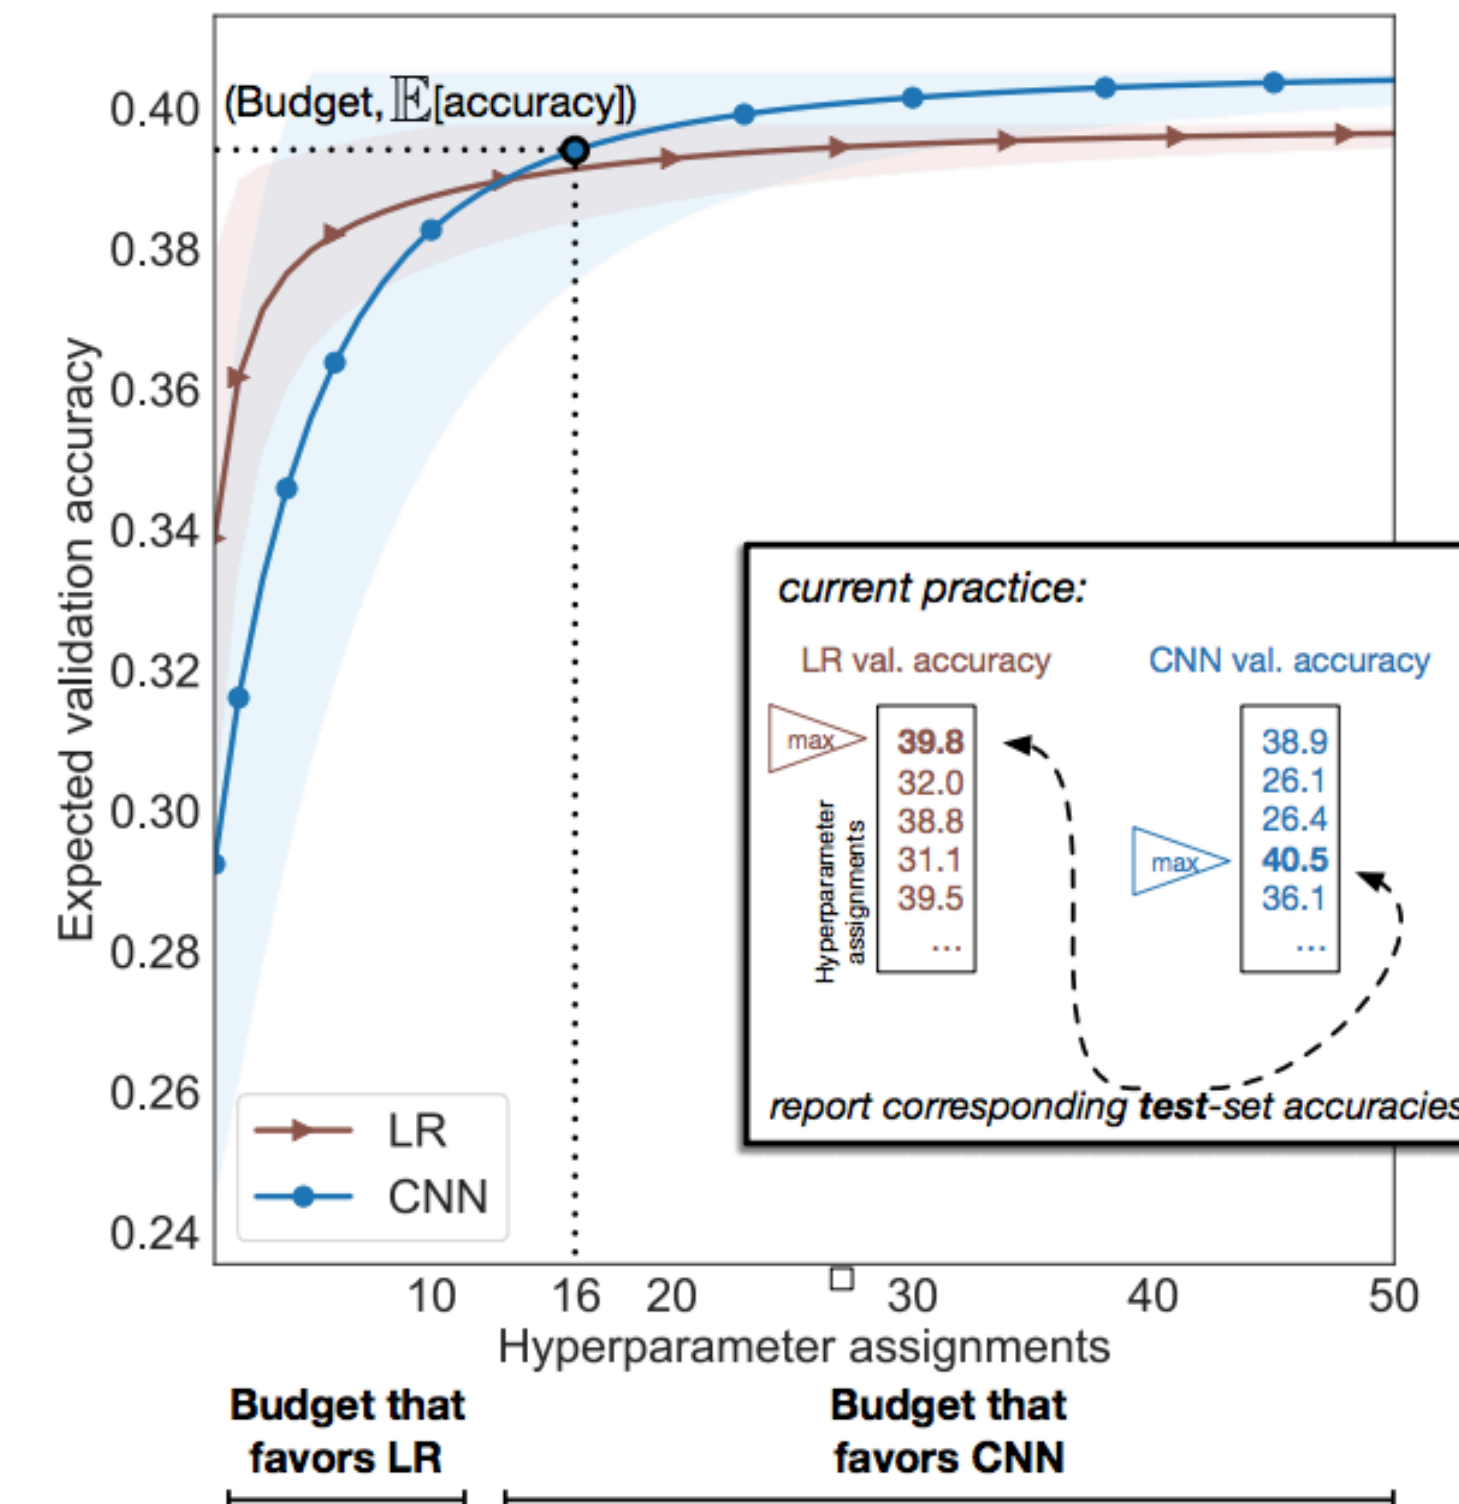 (Budget, 𝔼[accuracy])
0.40
0.38
0.36
0.34
0.32
0.30
0.28
0.26
0.24
Expected validation accuracy
LR
CNN
current practice:
LR val. accuracy
CNN val. accuracy
max
39.8
32.0
38.8
31.1
39.5
...
Hyperparameter
assignments
max
38.9
26.1
26.4
40.5
36.1
...
report corresponding test-set accuracies
10 16 20 30 40 50
Hyperparameter assignments
Budget that
favors LR
Budget that
favors CNN